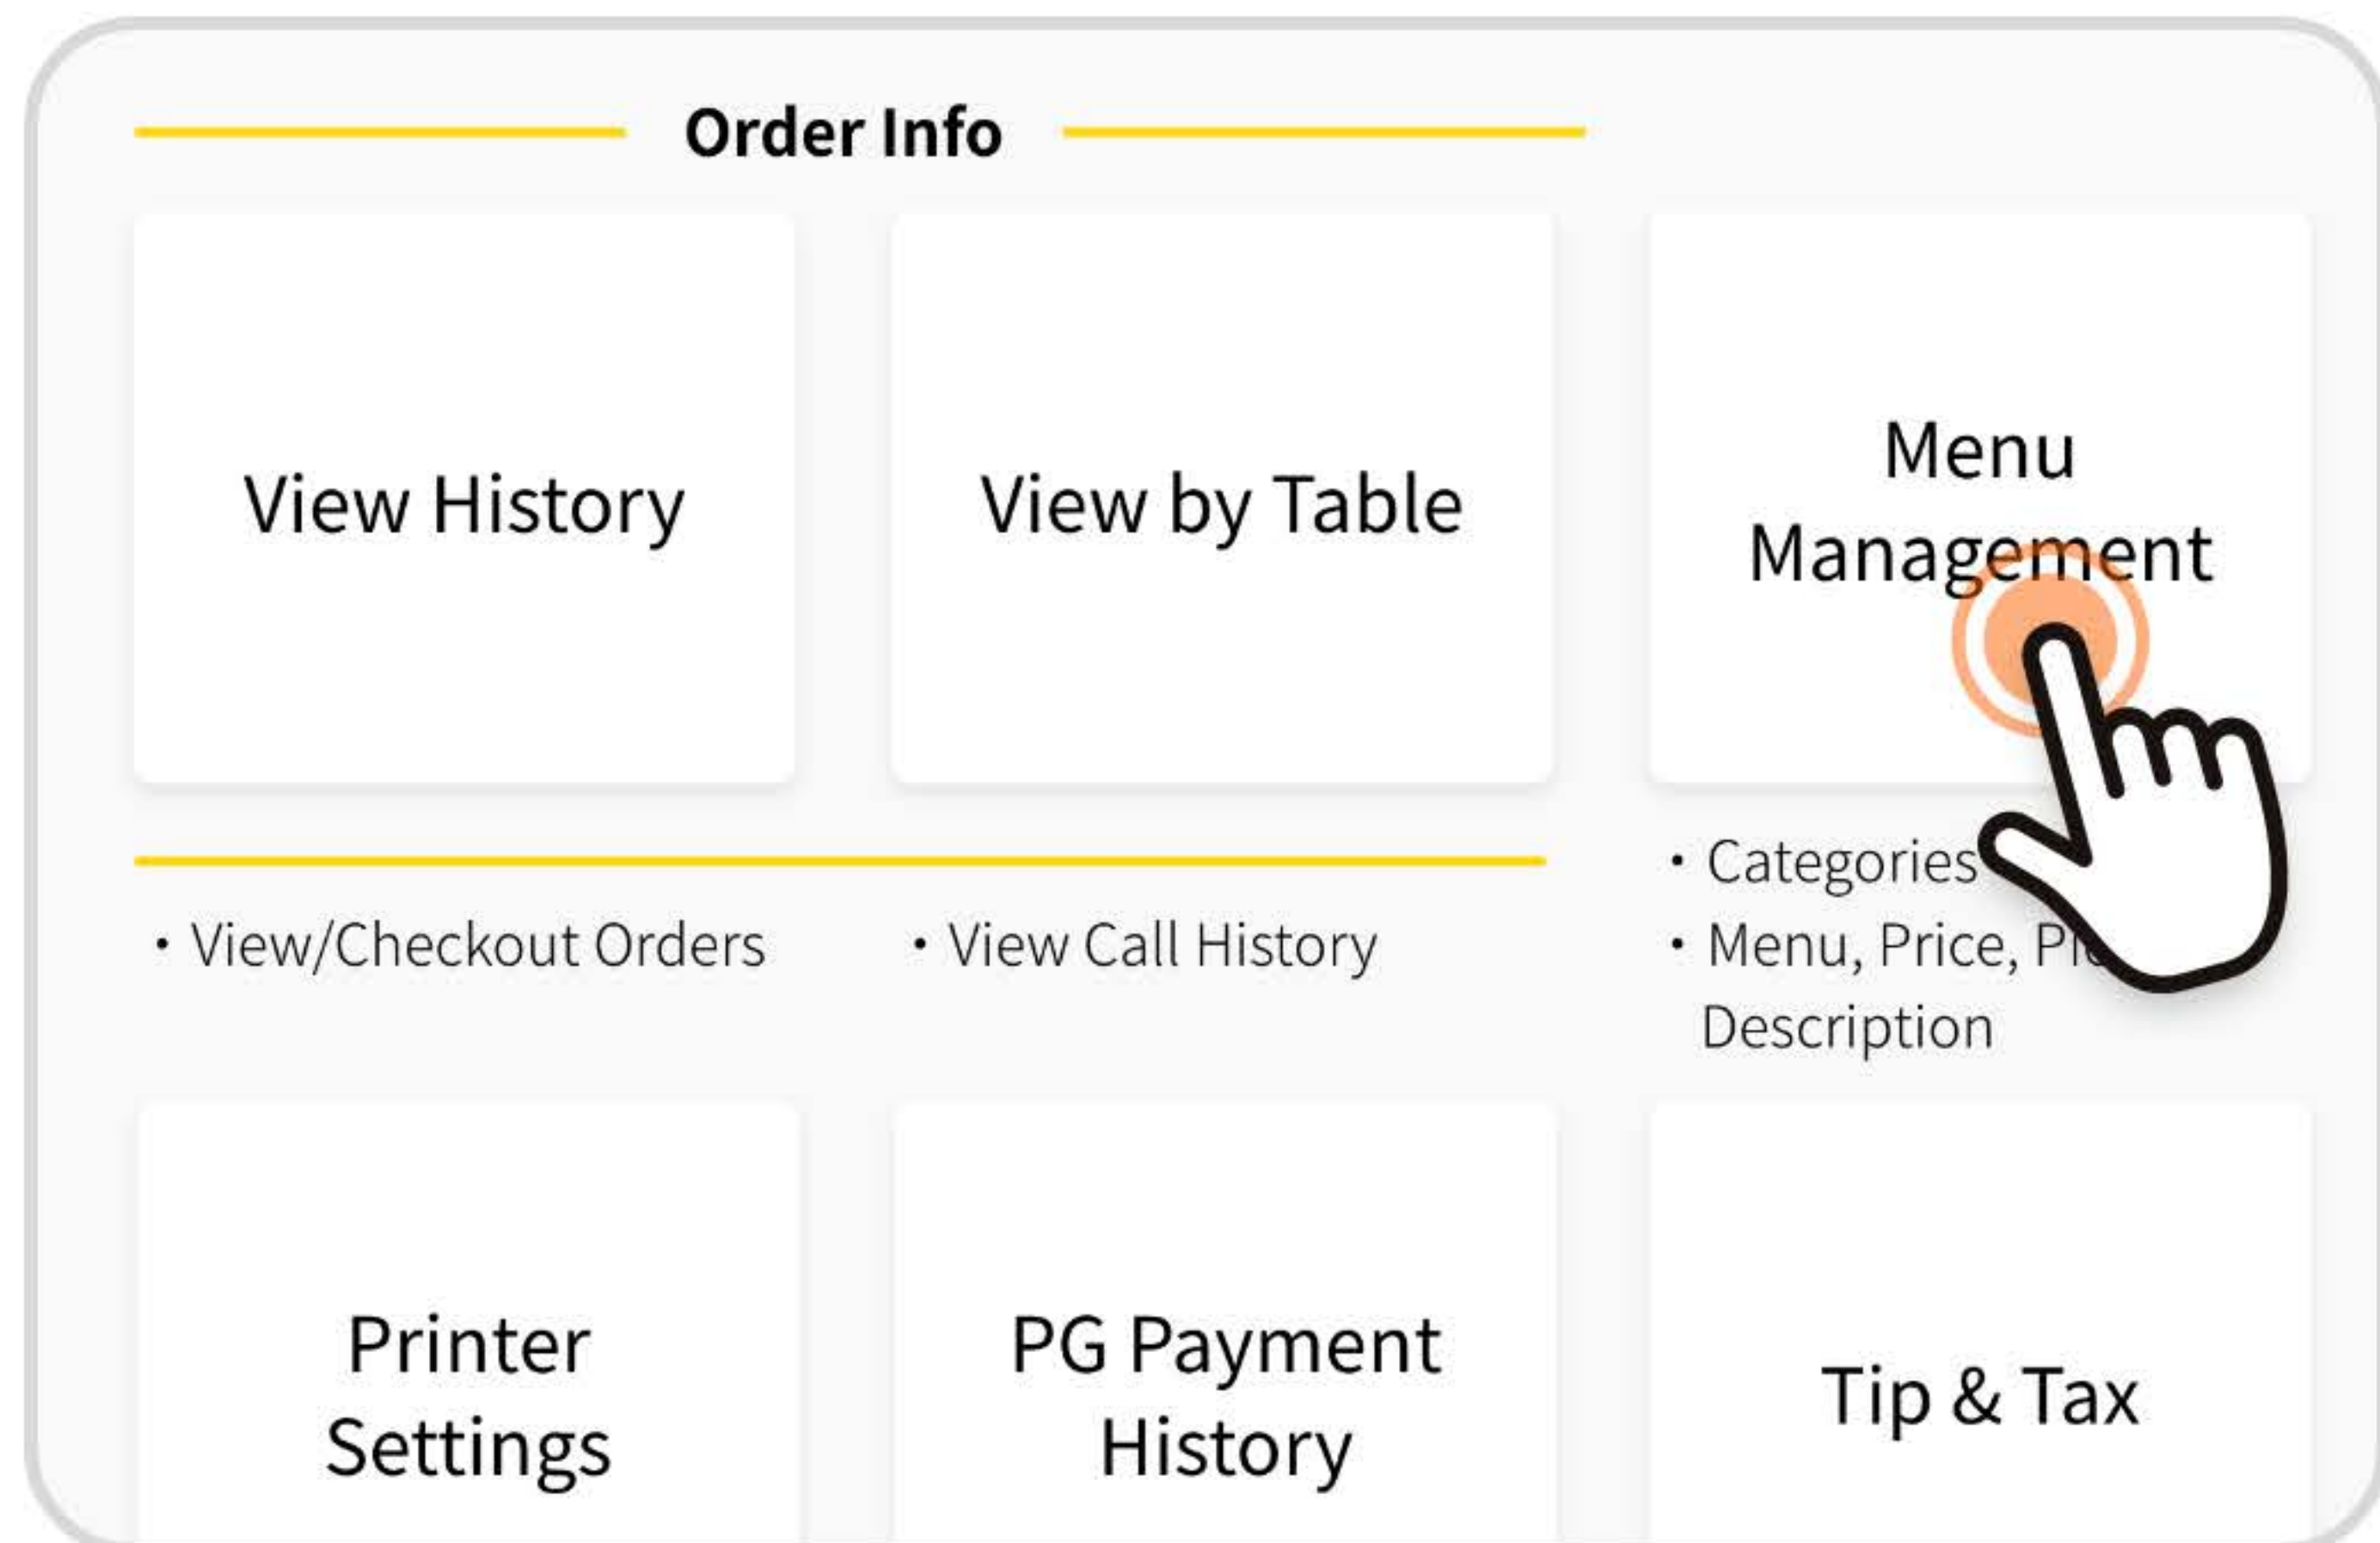 Order Info
View History
View by Table
Menu
Management
• View/Checkout Orders
• View Call History
• Categories
• Menu, Price,
Description
Printer
Settings
PG Payment
History
Tip & Tax